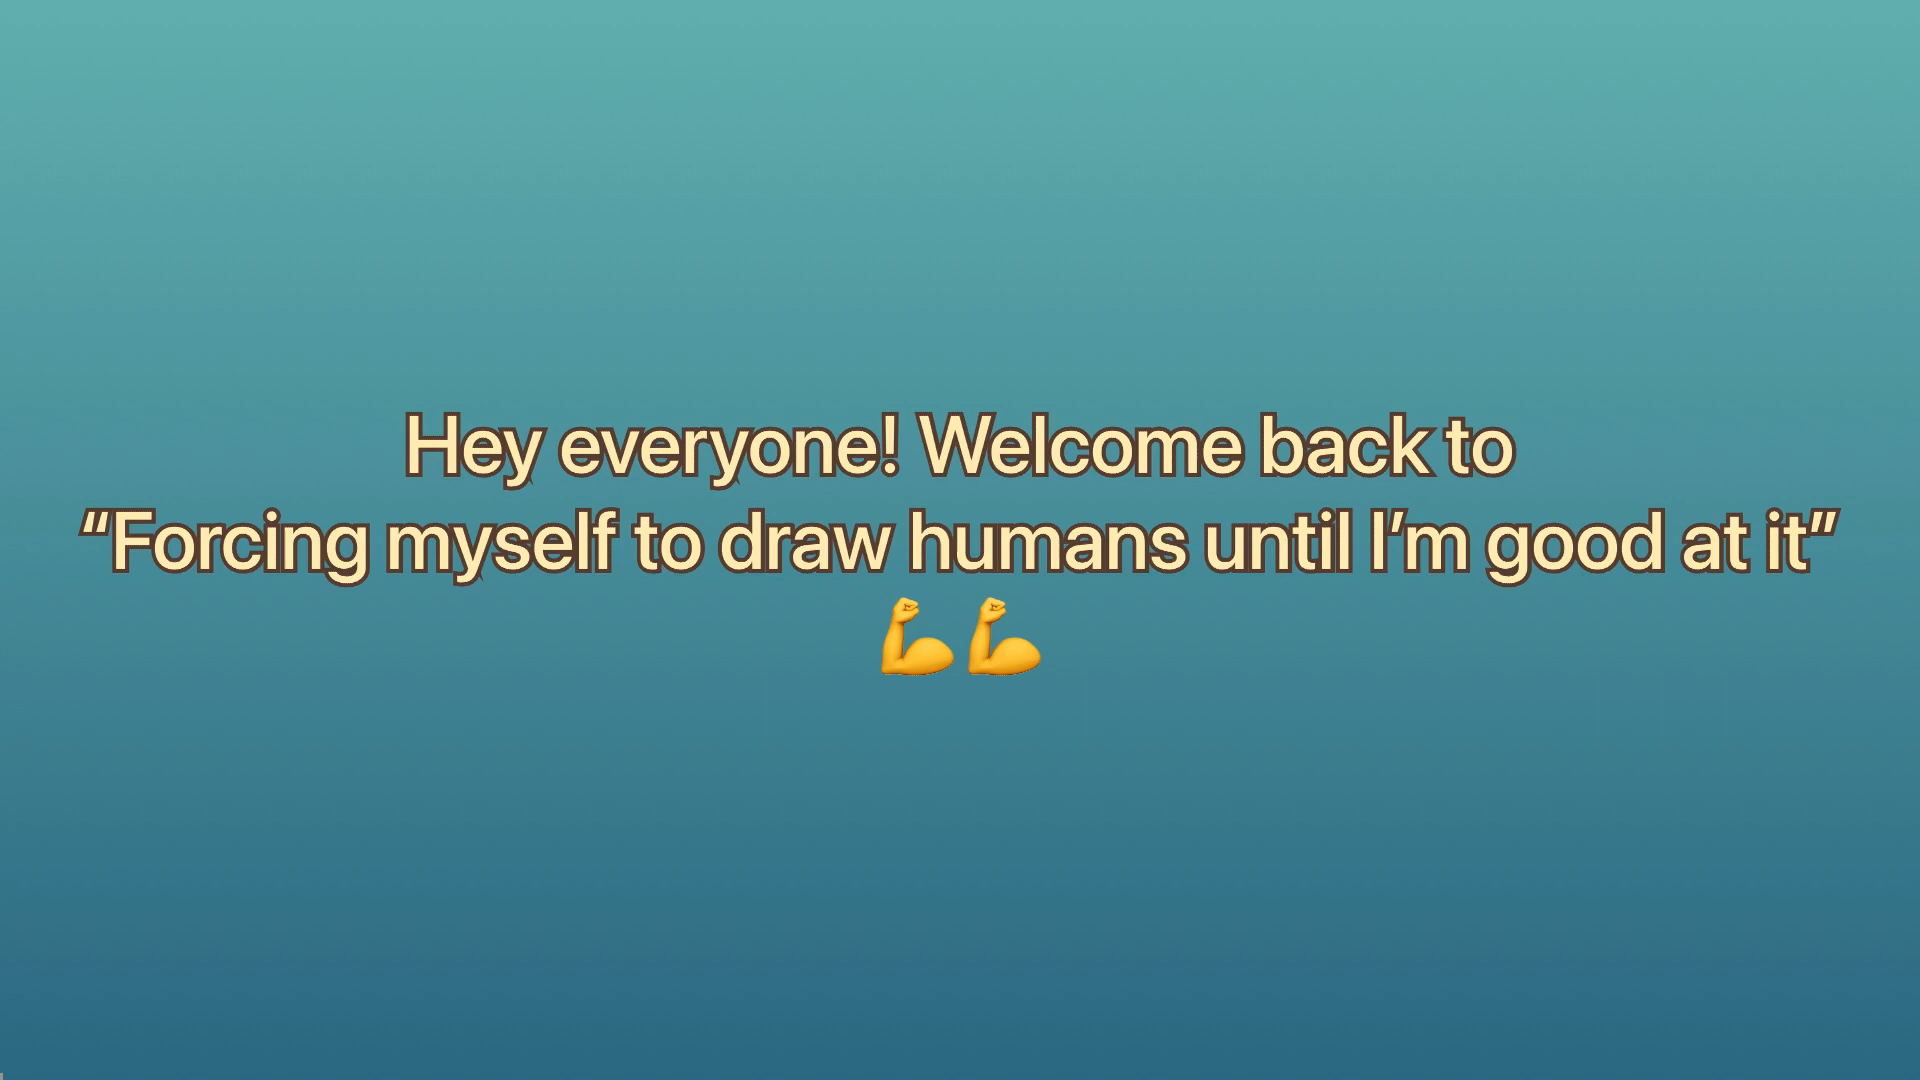 Hey everyone! Welcome back to
“Forcing myself to draw humans until I’m good at it”
💪💪